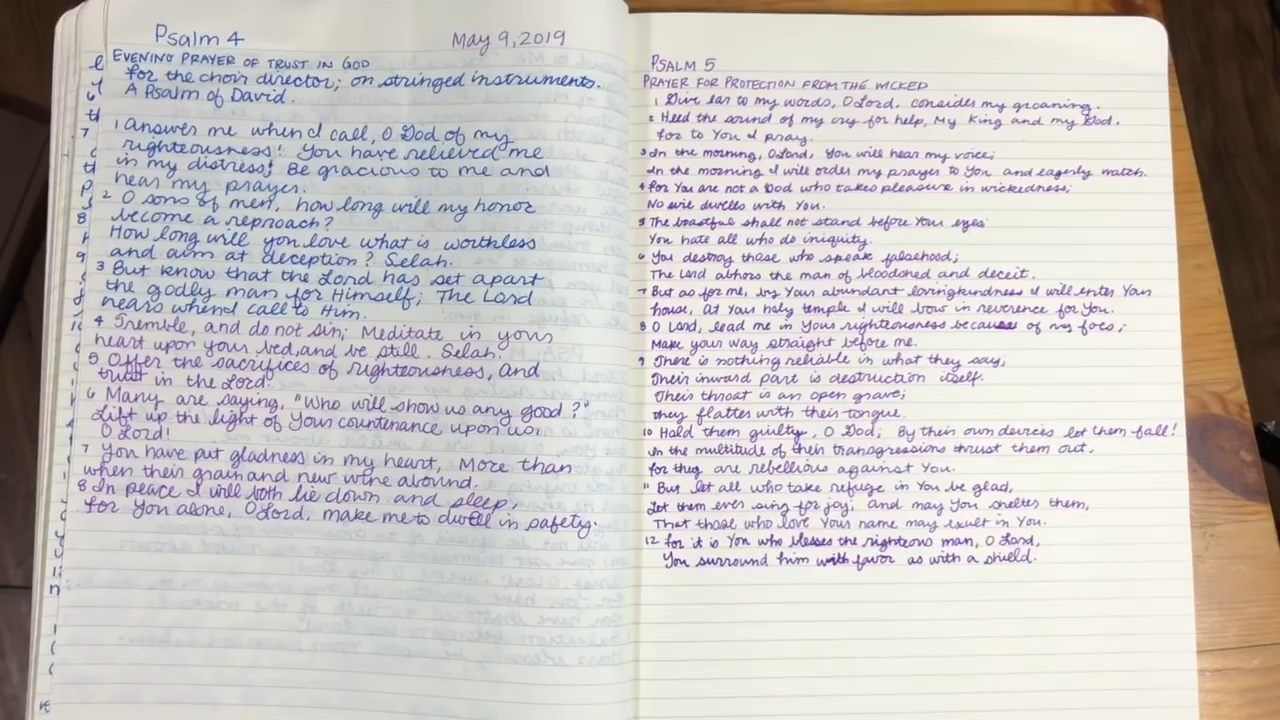 Psalm 4
May 9, 2019
EVENING PRAYER OF TRUST IN GOD
for the choir director; on stringed instruments.
A Psalm of David.
1 Answer me when I call, O God of my
righteousness! You have relieved me
in my distress! Be gracious to me and
hear my prayer.
2 O sons of men, how long will my honor
become a reproach?
How long will you love what is worthless
and aim at deception? Selah.
3 But know that the Lord has set apart
the godly man for Himself; The Lord
hears when I call to Him.
4 Tremble, and do not sin; Meditate in your
heart upon your bed, and be still. Selah.
5 Offer the sacrifices of righteousness, and
trust in the Lord.
6 Many are saying, "Who will show us any good?"
Lift up the light of Your countenance upon us,
O Lord!
7 You have put gladness in my heart, More than
when their grain and new wine abound.
8 In peace I will both lie down and sleep,
for You alone, O Lord, make me to dwell in safety.
PSALM 5
PRAYER FOR PROTECTION FROM THE WICKED
1 Give ear to my words, O Lord, consider my groaning.
2 Heed the sound of my cry for help, My King and my God,
for to You I pray.
3 In the morning, O Lord, You will hear my voice;
In the morning I will order my prayer to You and eagerly watch.
4 for You are not a God who takes pleasure in wickedness;
No evil dwells with You.
5 The boastful shall not stand before Your eyes
You hate all who do iniquity.
6 You destroy those who speak falsehood;
The Lord abhors the man of bloodshed and deceit.
7 But as for me, by Your abundant lovingkindness I will enter Your
house, At Your holy temple I will bow in reverence for You.
8 O Lord, lead me in Your righteousness because of my foes;
Make your way straight before me.
9 There is nothing reliable in what they say;
Their inward part is destruction itself.
Their throat is an open grave;
they flatter with their tongue.
10 Hold them guilty, O God; By their own devices let them fall!
In the multitude of their transgressions thrust them out,
for they are rebellious against You.
11 But let all who take refuge in You be glad,
Let them ever sing for joy; and may You shelter them,
That those who love Your name may exult in You.
12 for it is You who blesses the righteous man, O Lord,
You surround him with favor as with a shield.